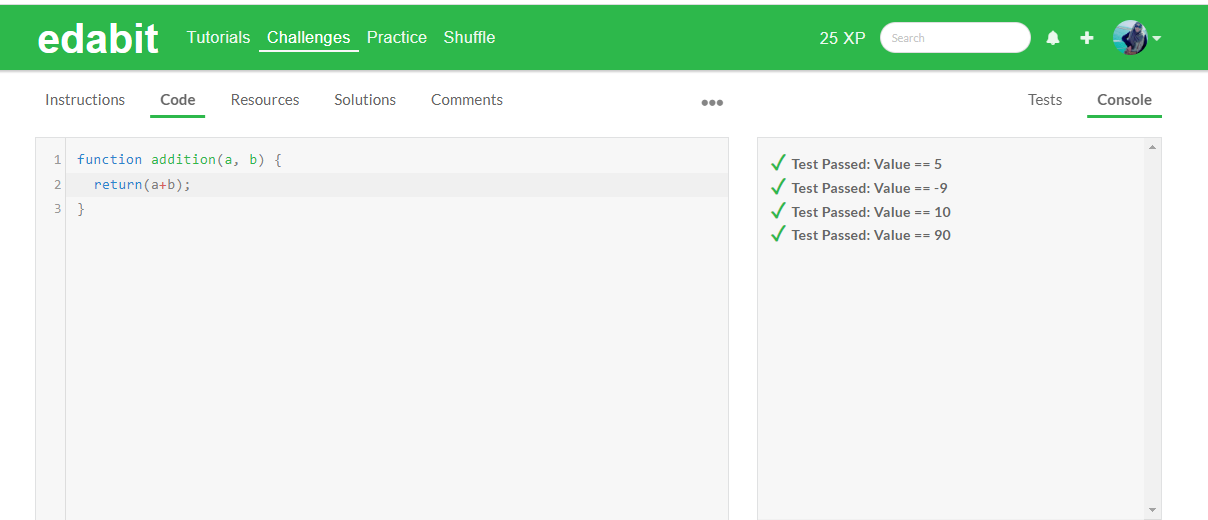 edabit Tutorials Challenges Practice Shuffle 25 XP Search
Instructions Code Resources Solutions Comments ••• Tests Console
1 function addition(a, b) {
2   return(a+b);
3 }
✓ Test Passed: Value == 5
✓ Test Passed: Value == -9
✓ Test Passed: Value == 10
✓ Test Passed: Value == 90